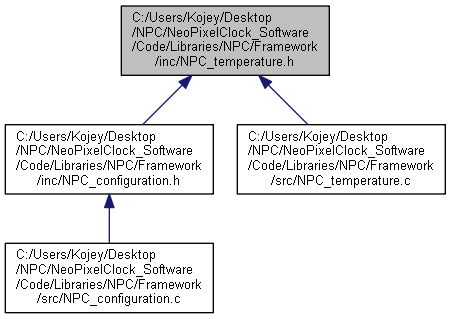 C:/Users/Kojey/Desktop
/NPC/NeoPixelClock_Software
/Code/Libraries/NPC/Framework
/inc/NPC_temperature.h
C:/Users/Kojey/Desktop
/NPC/NeoPixelClock_Software
/Code/Libraries/NPC/Framework
/inc/NPC_configuration.h
C:/Users/Kojey/Desktop
/NPC/NeoPixelClock_Software
/Code/Libraries/NPC/Framework
/src/NPC_temperature.c
C:/Users/Kojey/Desktop
/NPC/NeoPixelClock_Software
/Code/Libraries/NPC/Framework
/src/NPC_configuration.c